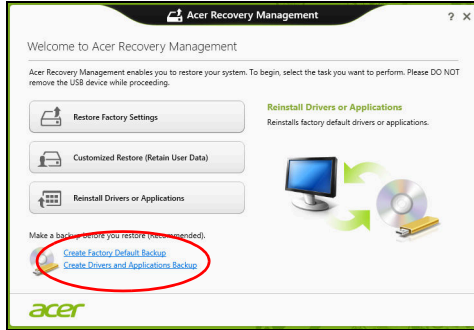 Acer Recovery Management
? X
Welcome to Acer Recovery Management
Acer Recovery Management enables you to restore your system. To begin, select the task you want to perform. Please DO NOT
remove the USB device while proceeding.
Restore Factory Settings
Customized Restore (Retain User Data)
Reinstall Drivers or Applications
Reinstall Drivers or Applications
Reinstalls factory default drivers or applications.
Make a backup before you restore (Recommended).
Create Factory Default Backup
Create Drivers and Applications Backup
acer